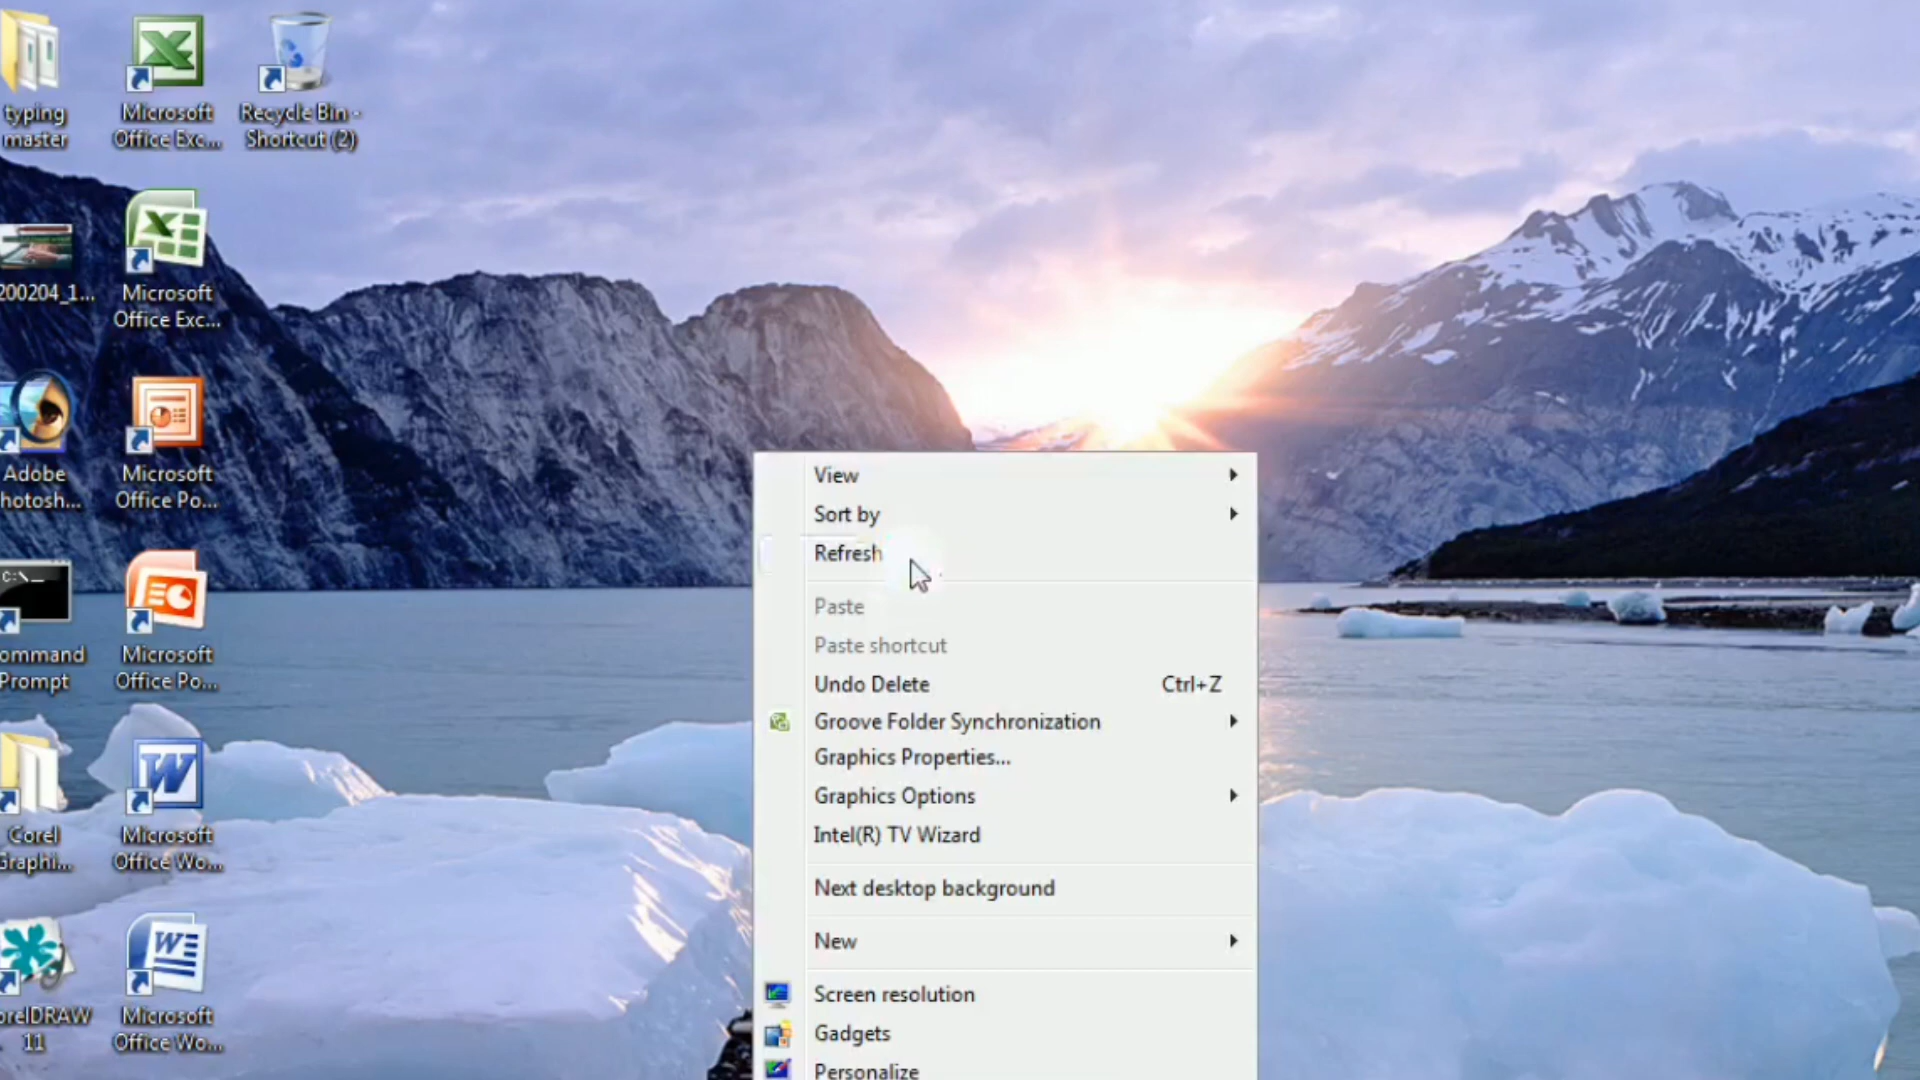 typing
master
Microsoft
Office Exc...
Recycle Bin -
Shortcut (2)
200204_1...
Microsoft
Office Exc...
Adobe
hotosh...
Microsoft
Office Po...
C:\_
ommand
Prompt
Microsoft
Office Po...
Corel
Graphi...
Microsoft
Office Wo...
orelDRAW
11
Microsoft
Office Wo...
View
Sort by
Refresh
Paste
Paste shortcut
Undo Delete Ctrl+Z
Groove Folder Synchronization
Graphics Properties...
Graphics Options
Intel(R) TV Wizard
Next desktop background
New
Screen resolution
Gadgets
Personalize